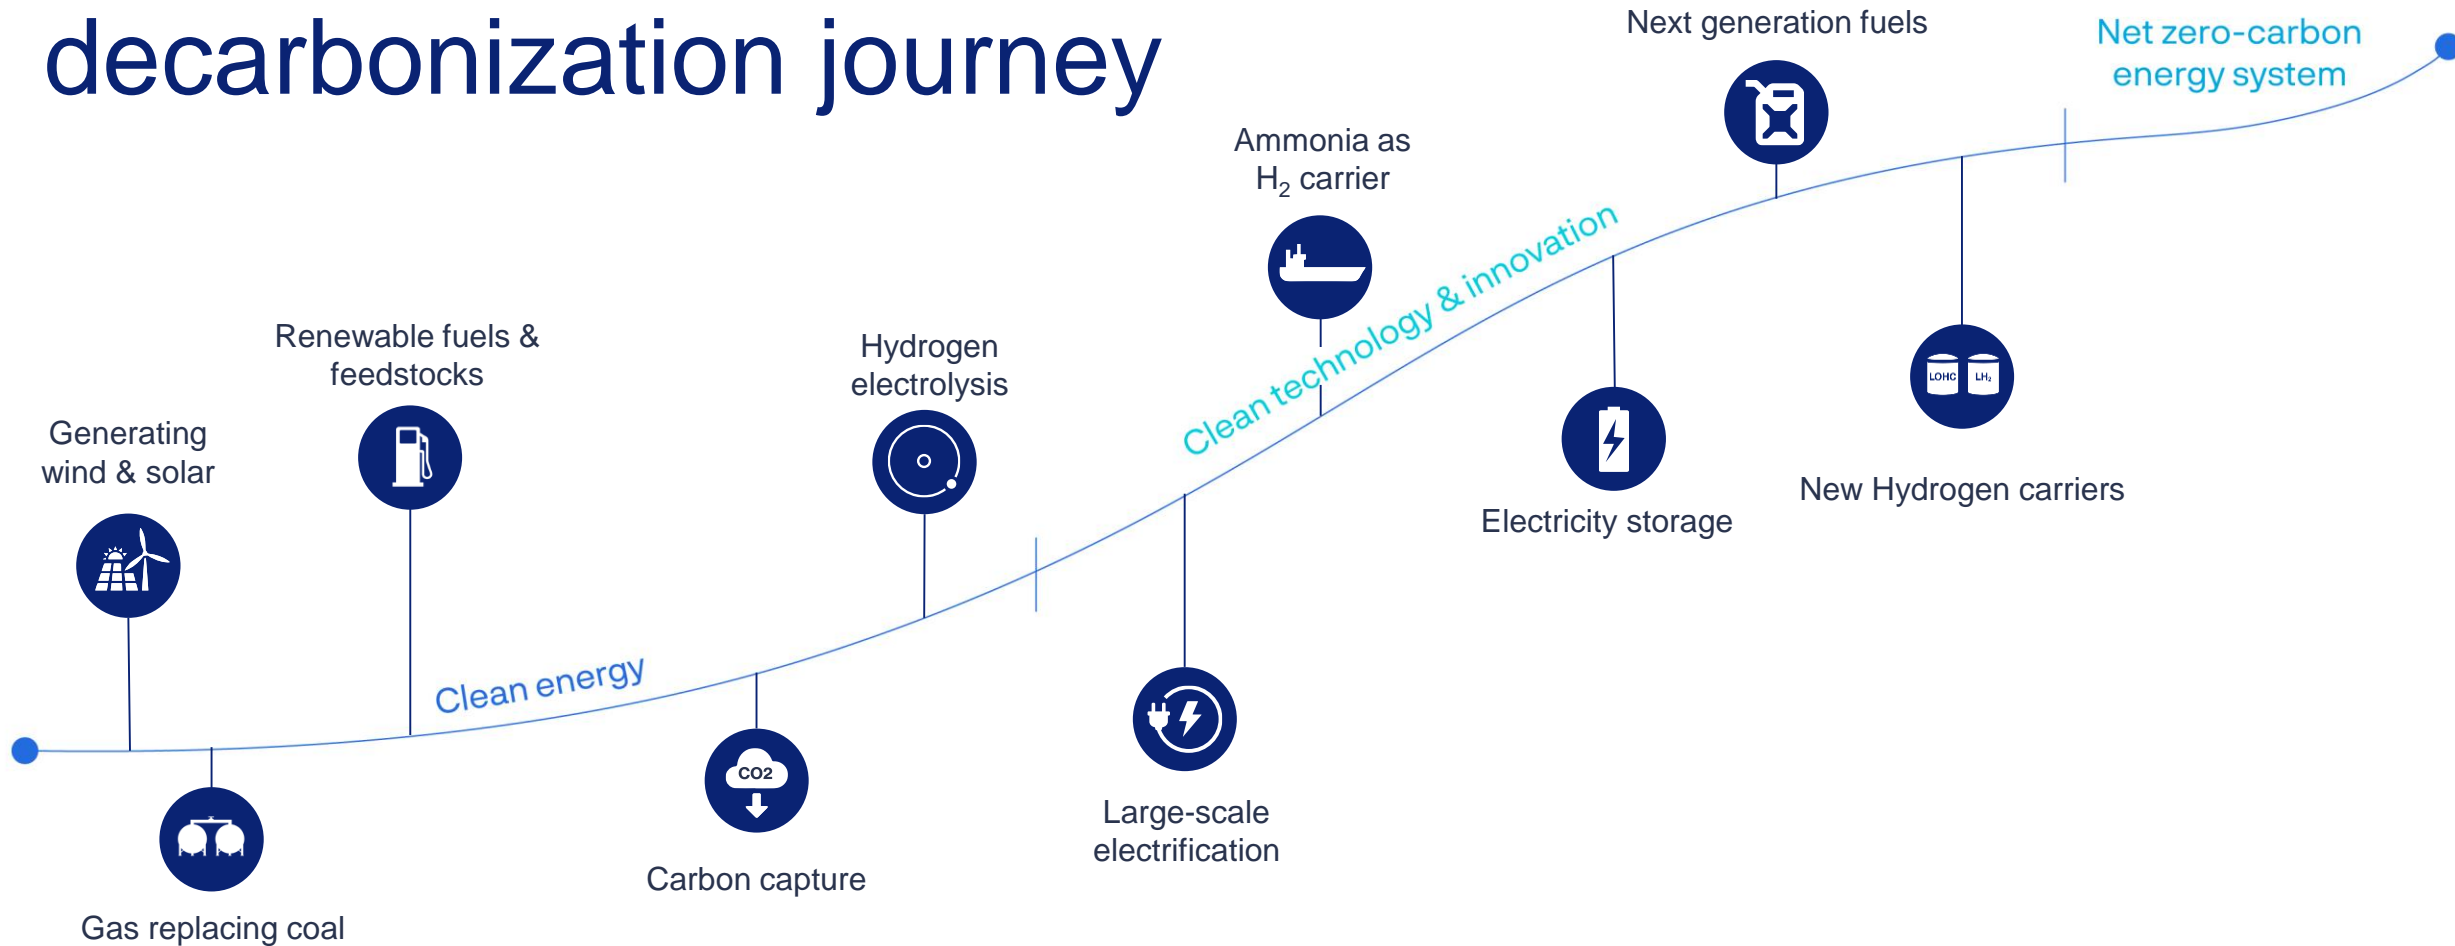 decarbonization journey
Generating
wind & solar
Gas replacing coal
Renewable fuels &
feedstocks
Clean energy
CO2
Carbon capture
Hydrogen
electrolysis
Large-scale
electrification
Ammonia as
H₂ carrier
Clean technology & innovation
Electricity storage
Next generation fuels
LOHC
LH₂
New Hydrogen carriers
Net zero-carbon
energy system